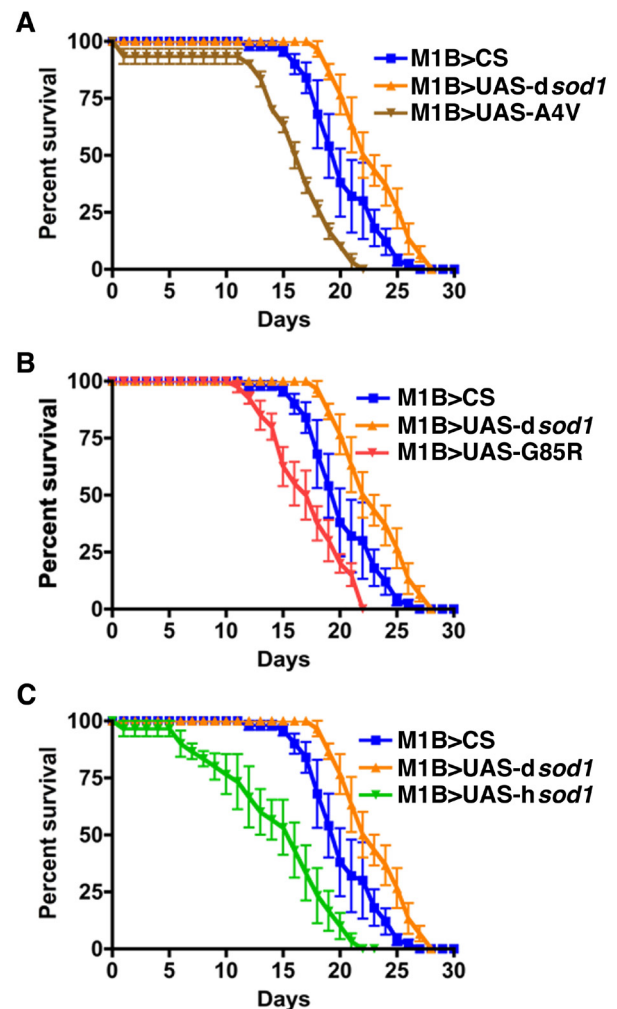 A
Percent survival
100
75
50
25
0
0 5 10 15 20 25 30
Days
M1B>CS
M1B>UAS-dsod1
M1B>UAS-A4V
B
Percent survival
100
75
50
25
0
0 5 10 15 20 25 30
Days
M1B>CS
M1B>UAS-dsod1
M1B>UAS-G85R
C
Percent survival
100
75
50
25
0
0 5 10 15 20 25 30
Days
M1B>CS
M1B>UAS-dsod1
M1B>UAS-hsod1